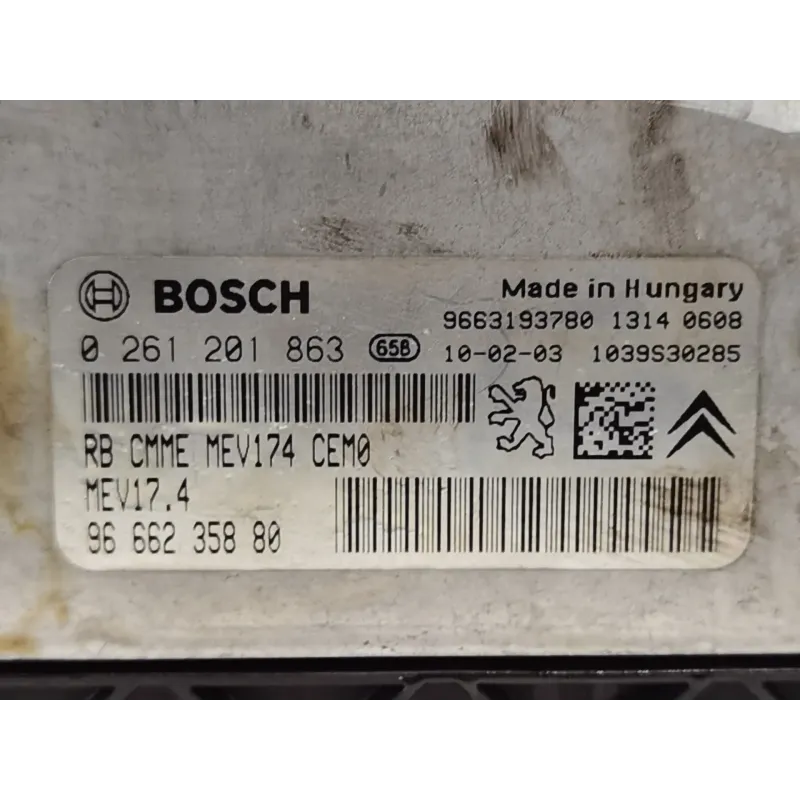 BOSCH
Made in Hungary
9663193780 1314 0608
0 261 201 863 65B 10-02-03 1039S30285
RB CMME MEV174 CEM0
MEV17.4
96 662 358 80